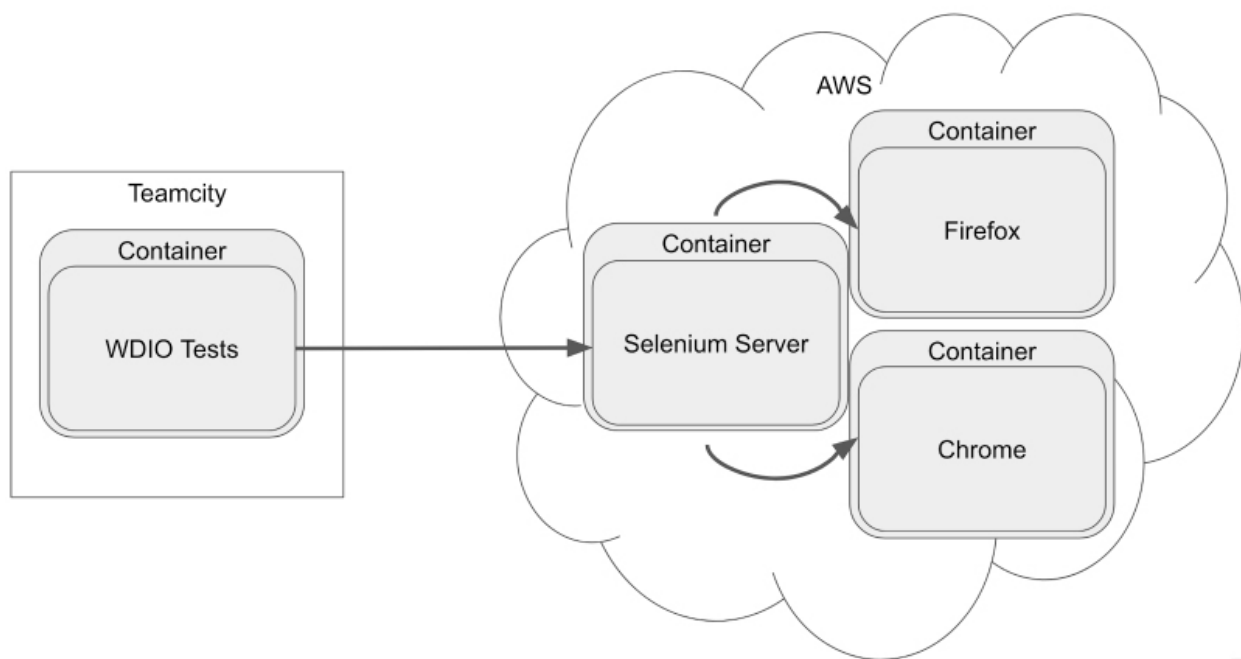 Teamcity
Container
WDIO Tests
AWS
Container
Selenium Server
Container
Firefox
Container
Chrome